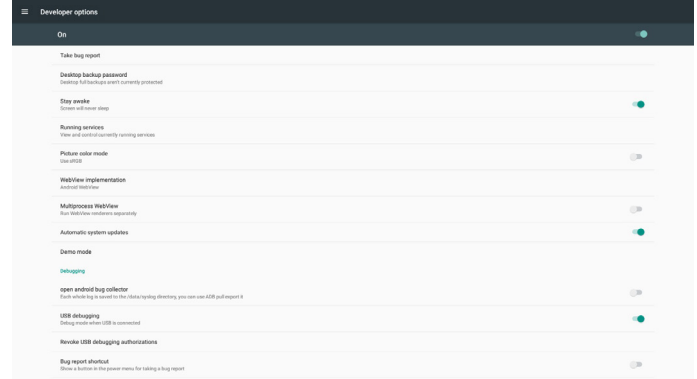 Developer options
On
Take bug report
Desktop backup password
Desktop full backups aren't currently protected
Stay awake
Screen will never sleep
Running services
View and control currently running services
Picture color mode
Use sRGB
WebView implementation
Android WebView
Multiprocess WebView
Run WebView renderers separately
Automatic system updates
Demo mode
Debugging
open android bug collector
Each whole log is saved to the /data/syslog directory, you can use ADB pull export it
USB debugging
Debug mode when USB is connected
Revoke USB debugging authorizations
Bug report shortcut
Show a button in the power menu for taking a bug report